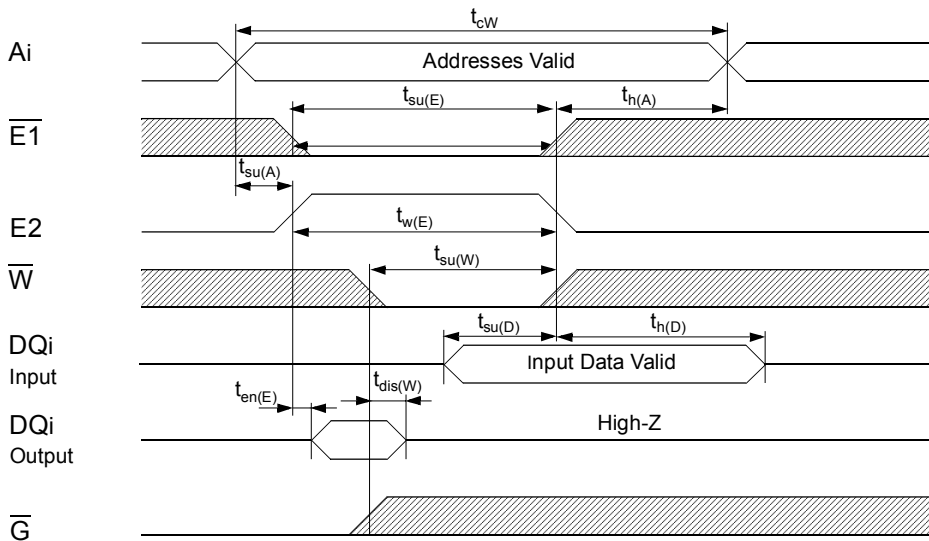 t_cW
Ai
Addresses Valid
t_su(E)
t_h(A)
E̅1̅
t_su(A)
E2
t_w(E)
t_su(W)
W̅
t_su(D)
t_h(D)
DQi
Input
Input Data Valid
t_en(E)
t_dis(W)
DQi
Output
High-Z
G̅